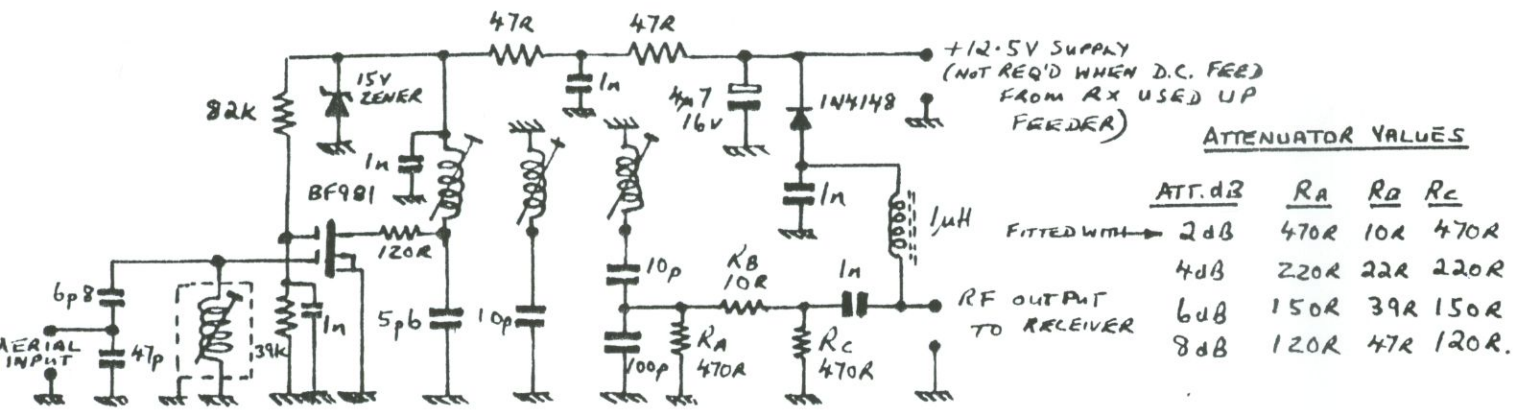 47R
47R
+12.5V SUPPLY
(NOT REQ'D WHEN D.C. FEED
FROM RX USED UP
FEEDER)
82K
15V
ZENER
1n
4µ7
16V
1N4148
1n
BF981
120R
1n
1µH
6p8
AERIAL
INPUT
47p
39K
1n
5p6
10p
10p
100p
RA
470R
RB
10R
RC
470R
1n
RF OUTPUT
TO RECEIVER
ATTENUATOR VALUES
ATT.dB RA RB RC
FITTED WITH 2dB 470R 10R 470R
4dB 220R 22R 220R
6dB 150R 39R 150R
8dB 120R 47R 120R.